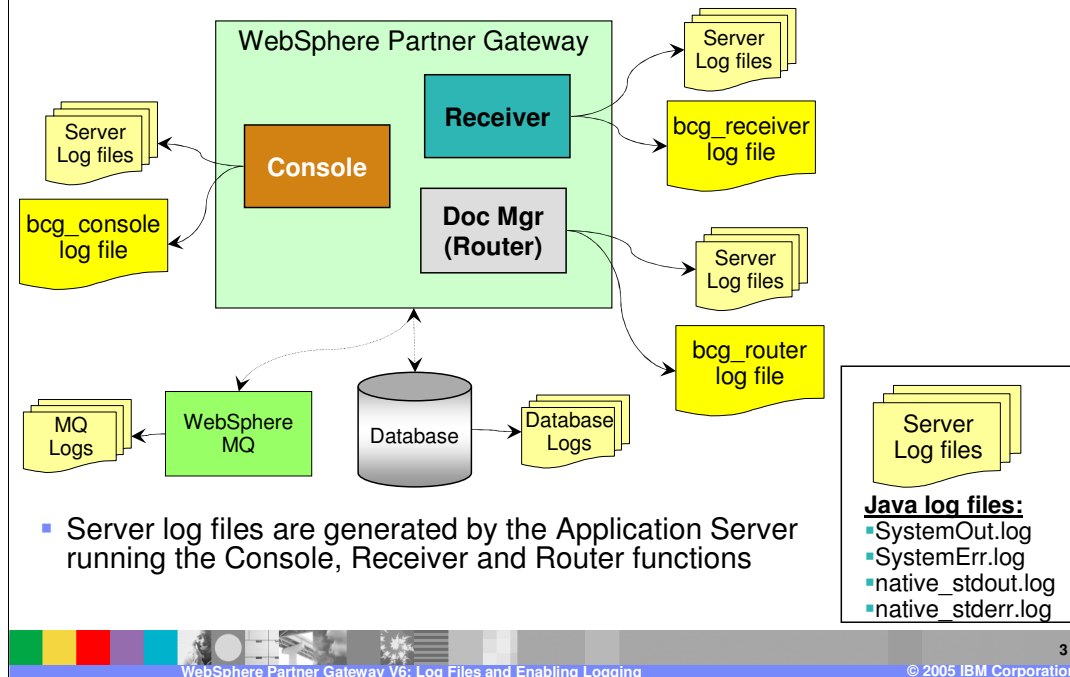 WebSphere Partner Gateway
Server
Log files
Receiver
bcg_receiver
log file
Server
Log files
Console
bcg_console
log file
Doc Mgr
(Router)
Server
Log files
bcg_router
log file
MQ
Logs
WebSphere
MQ
Database
Database
Logs
Server
Log files
Java log files:
SystemOut.log
SystemErr.log
native_stdout.log
native_stderr.log
Server log files are generated by the Application Server
running the Console, Receiver and Router functions
3
WebSphere Partner Gateway V6: Log Files and Enabling Logging
© 2005 IBM Corporation